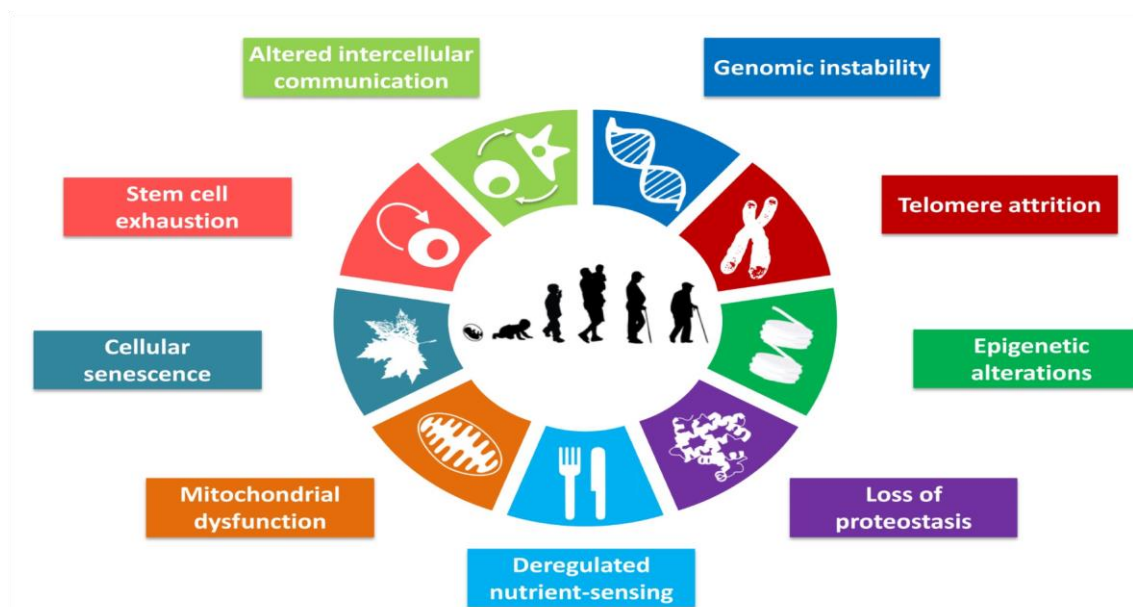 Altered intercellular
communication
Genomic instability
Stem cell
exhaustion
Telomere attrition
Cellular
senescence
Epigenetic
alterations
Mitochondrial
dysfunction
Loss of
proteostasis
Deregulated
nutrient-sensing